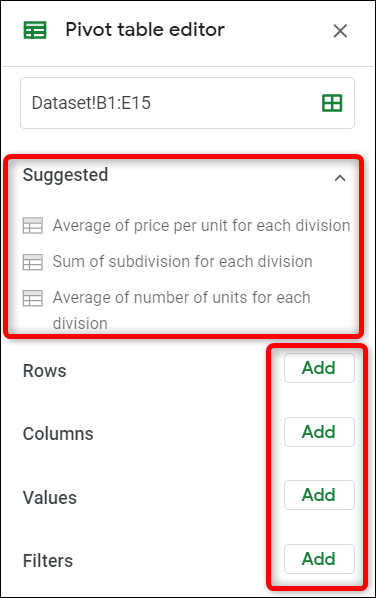 Pivot table editor
Dataset!B1:E15
Suggested
Average of price per unit for each division
Sum of subdivision for each division
Average of number of units for each
division
Rows Add
Columns Add
Values Add
Filters Add